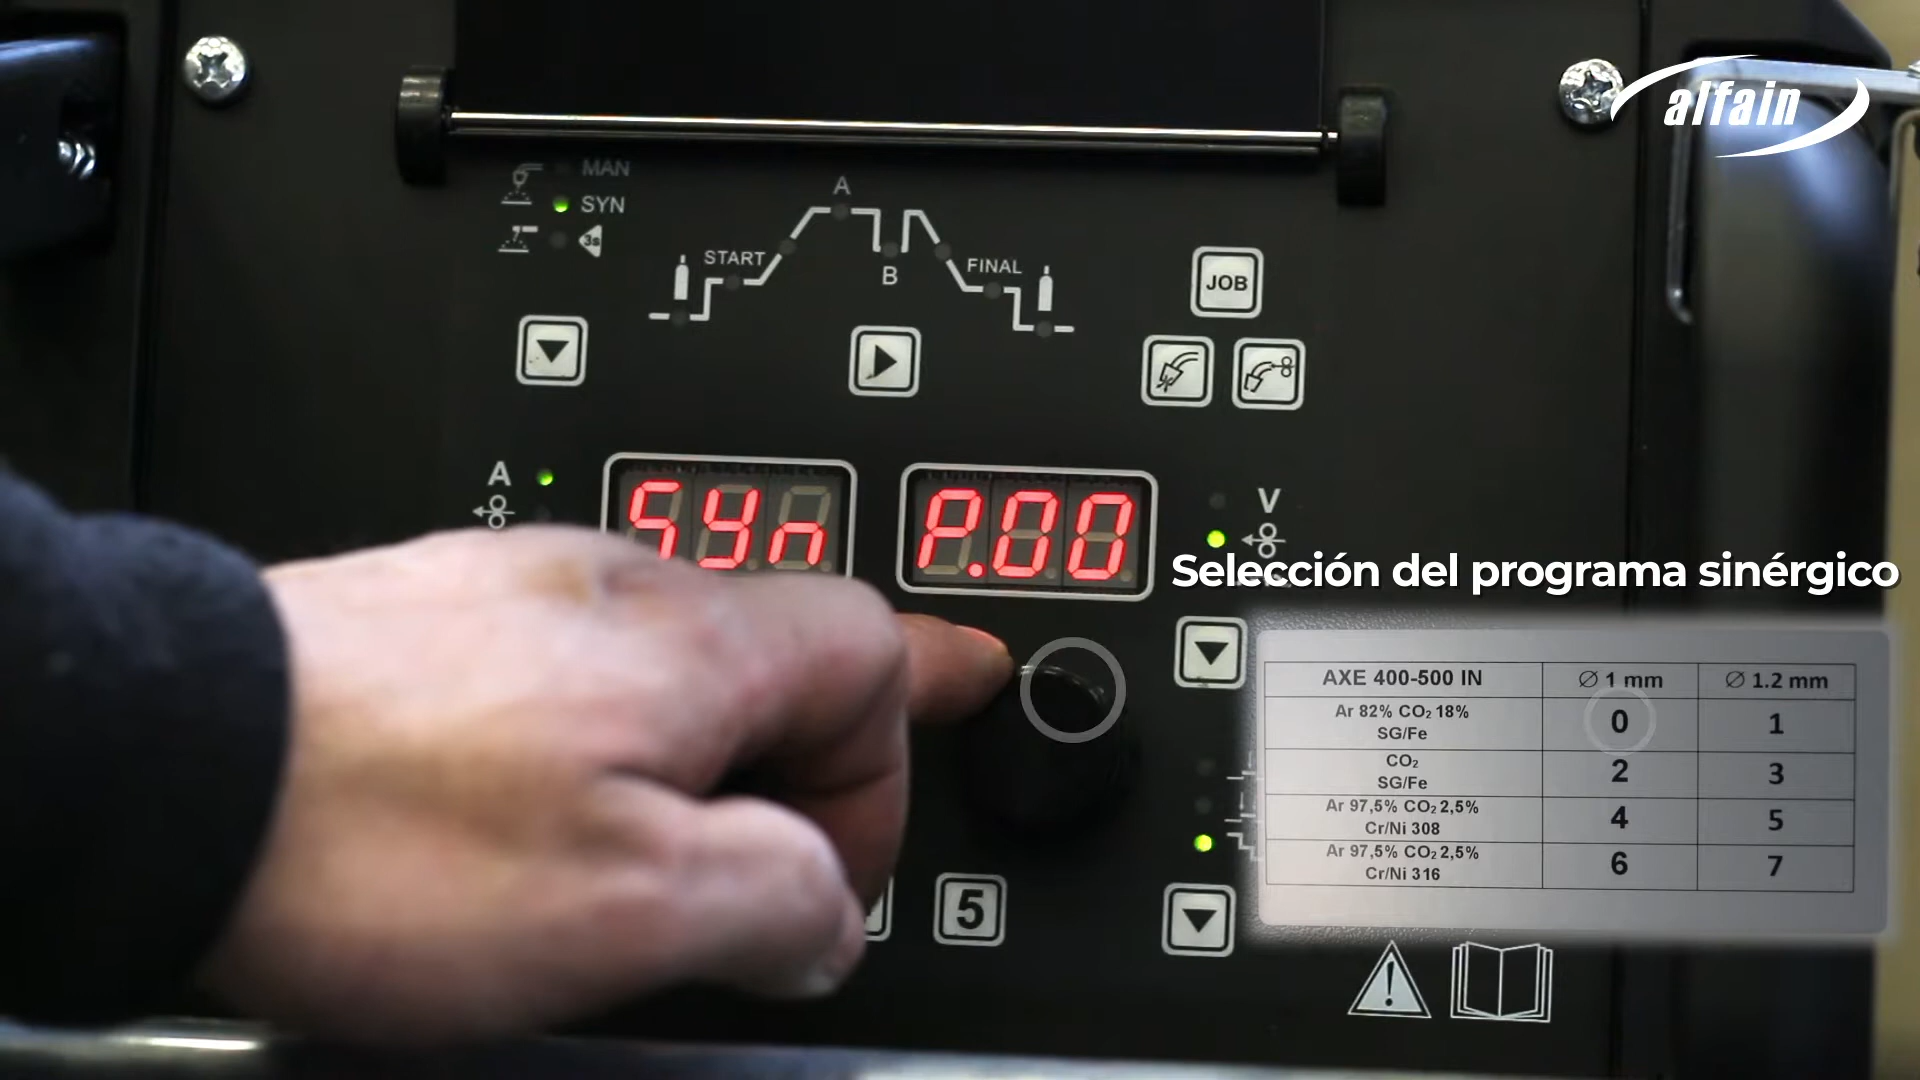 alfain
MAN
SYN
3s
A
START
B
FINAL
JOB
A
V
Syn
P.00
Selección del programa sinérgico
AXE 400-500 IN Ø 1 mm Ø 1.2 mm
Ar 82% CO₂ 18%
SG/Fe
0 1
CO₂
SG/Fe
2 3
Ar 97,5% CO₂ 2,5%
Cr/Ni 308
4 5
Ar 97,5% CO₂ 2,5%
Cr/Ni 316
6 7
5